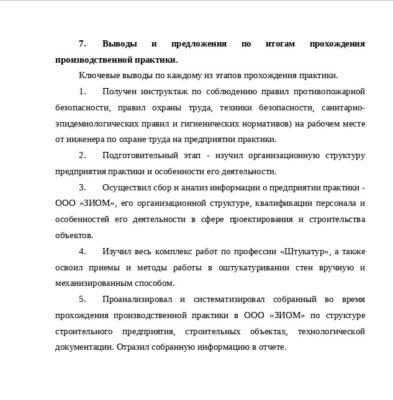 7. Выводы и предложения по итогам прохождения
производственной практики.
Ключевые выводы по каждому из этапов прохождения практики.
1. Получен инструктаж по соблюдению правил противопожарной
безопасности, правил охраны труда, техники безопасности, санитарно-
эпидемиологических правил и гигиенических нормативов) на рабочем месте
от инженера по охране труда на предприятии практики.
2. Подготовительный этап - изучил организационную структуру
предприятия практики и особенности его деятельности.
3. Осуществил сбор и анализ информации о предприятии практики -
ООО «ЗИОМ», его организационной структуре, квалификации персонала и
особенностей его деятельности в сфере проектирования и строительства
объектов.
4. Изучил весь комплекс работ по профессии «Штукатур», а также
освоил приемы и методы работы в оштукатуривании стен вручную и
механизированным способом.
5. Проанализировал и систематизировал собранный во время
прохождения производственной практики в ООО «ЗИОМ» по структуре
строительного предприятия, строительных объектах, технологической
документации. Отразил собранную информацию в отчете.